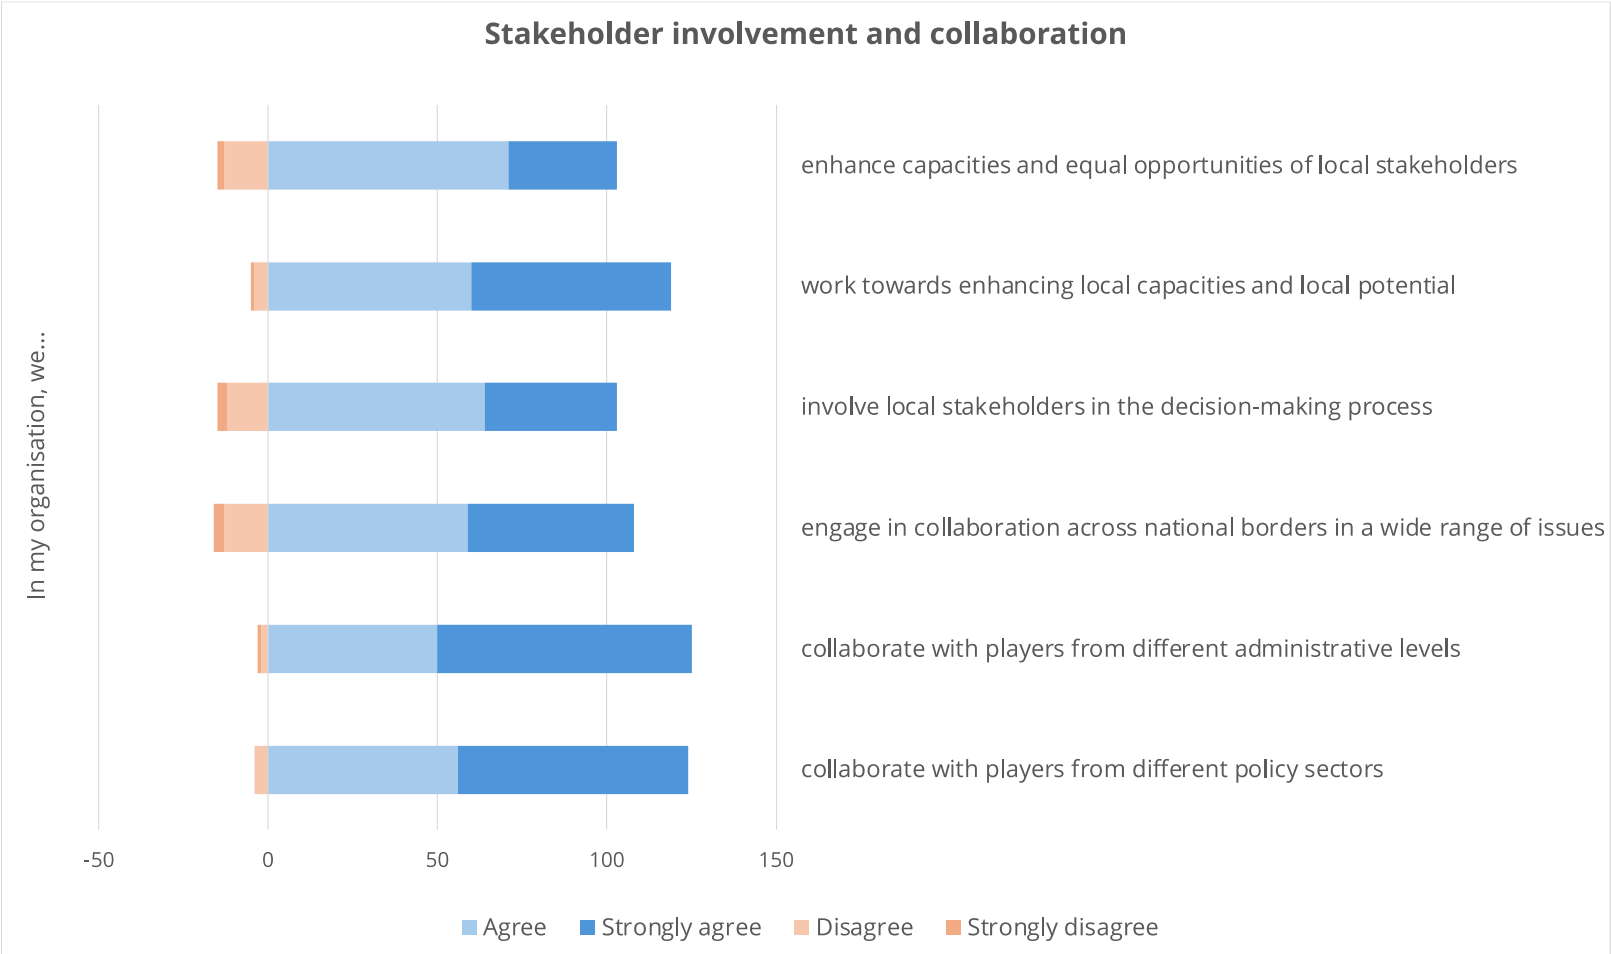 Stakeholder involvement and collaboration
In my organisation, we...
enhance capacities and equal opportunities of local stakeholders
work towards enhancing local capacities and local potential
involve local stakeholders in the decision-making process
engage in collaboration across national borders in a wide range of issues
collaborate with players from different administrative levels
collaborate with players from different policy sectors
-50 0 50 100 150
Agree Strongly agree Disagree Strongly disagree